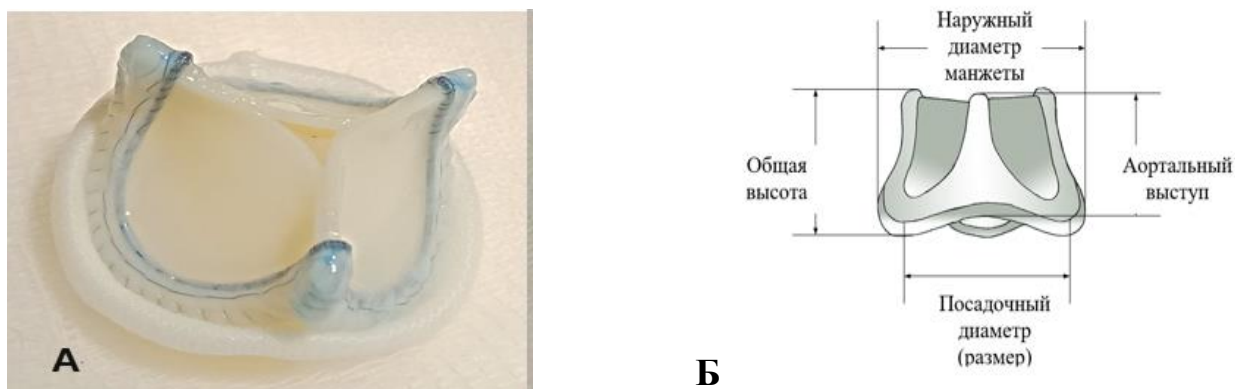 А
Наружный
диаметр
манжеты
Общая
высота
Аортальный
выступ
Посадочный
диаметр
(размер)
Б